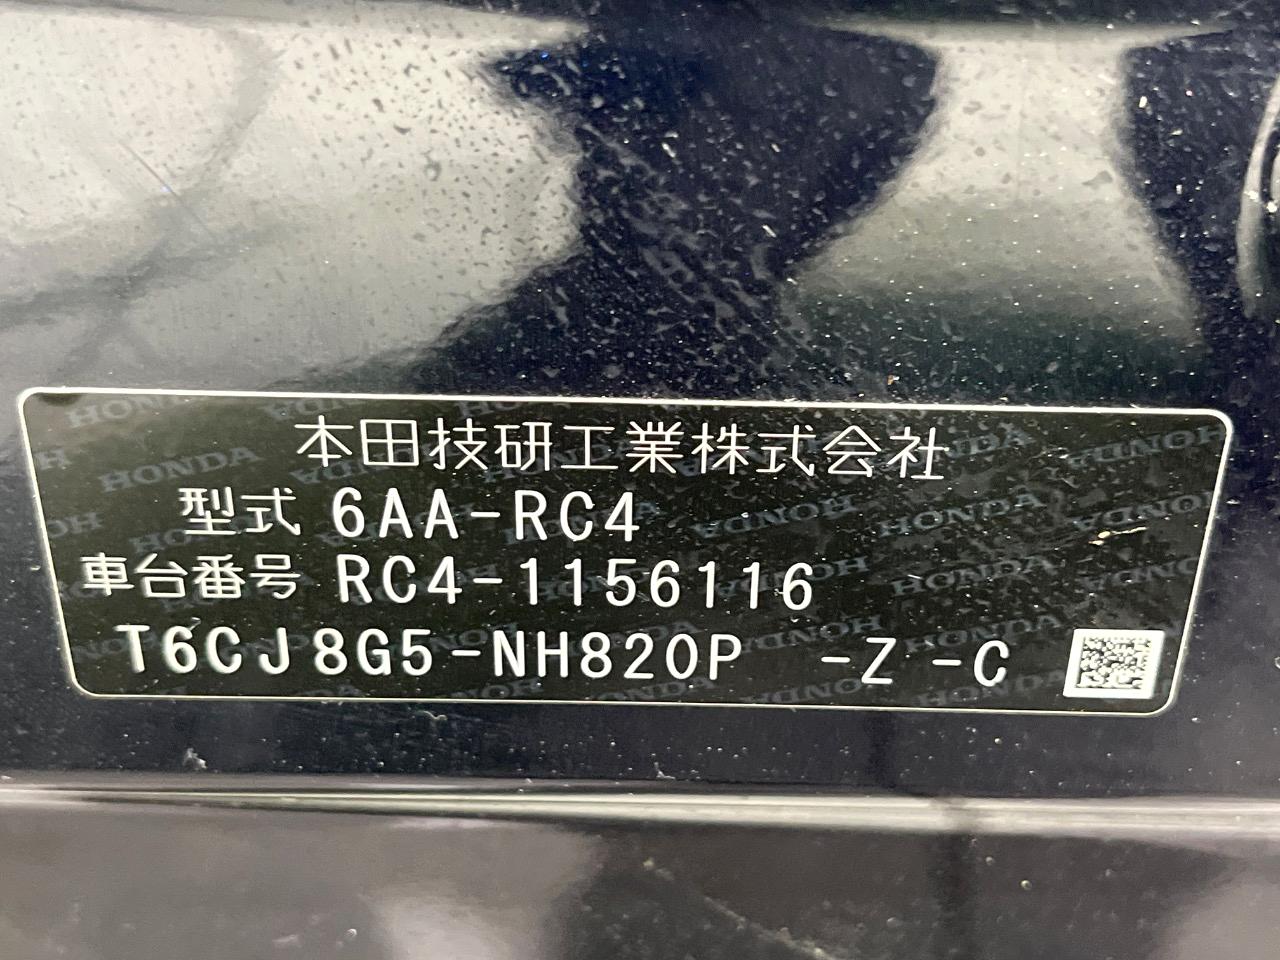 本田技研工業株式会社
型式 6AA-RC4
車台番号 RC4-1156116
T6CJ8G5-NH820P -Z -C